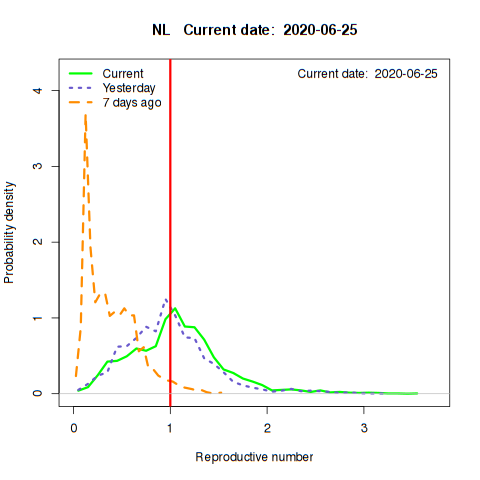 NL   Current date:  2020-06-25
Current date:  2020-06-25
Current
Yesterday
7 days ago
Probability density
4
3
2
1
0
0 1 2 3
Reproductive number